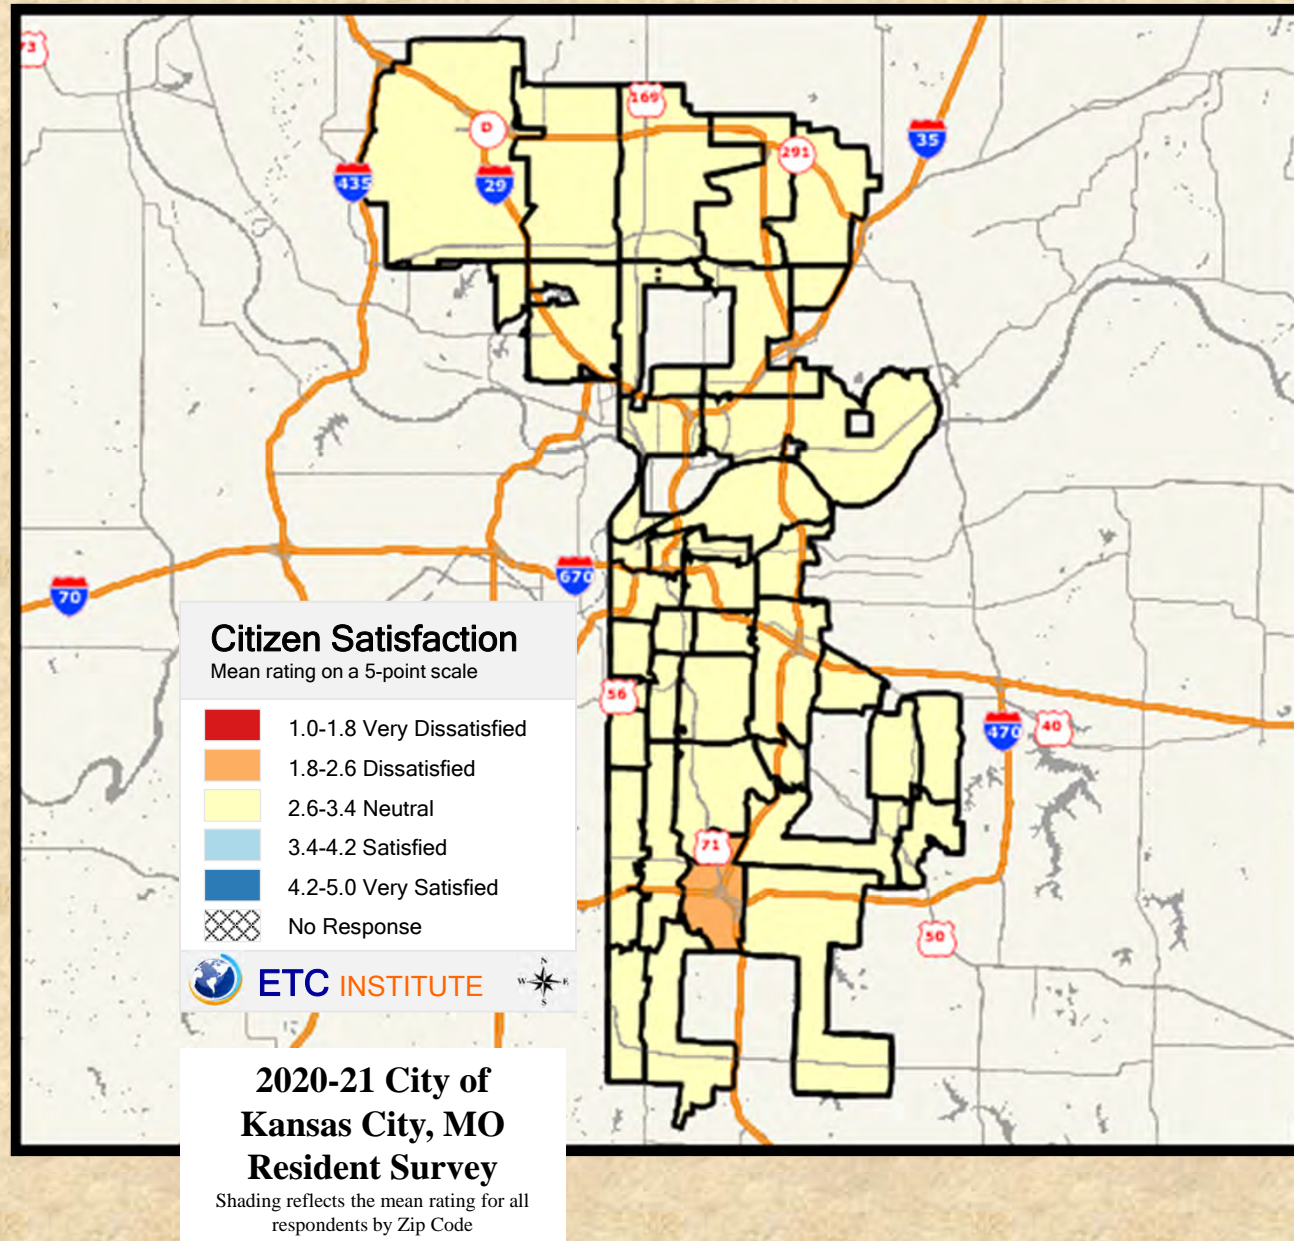 73
169
D
291
35
435
29
670
70
56
470
40
71
50
Citizen Satisfaction
Mean rating on a 5-point scale
1.0-1.8 Very Dissatisfied
1.8-2.6 Dissatisfied
2.6-3.4 Neutral
3.4-4.2 Satisfied
4.2-5.0 Very Satisfied
No Response
ETC INSTITUTE
N
W E
S
2020-21 City of
Kansas City, MO
Resident Survey
Shading reflects the mean rating for all
respondents by Zip Code